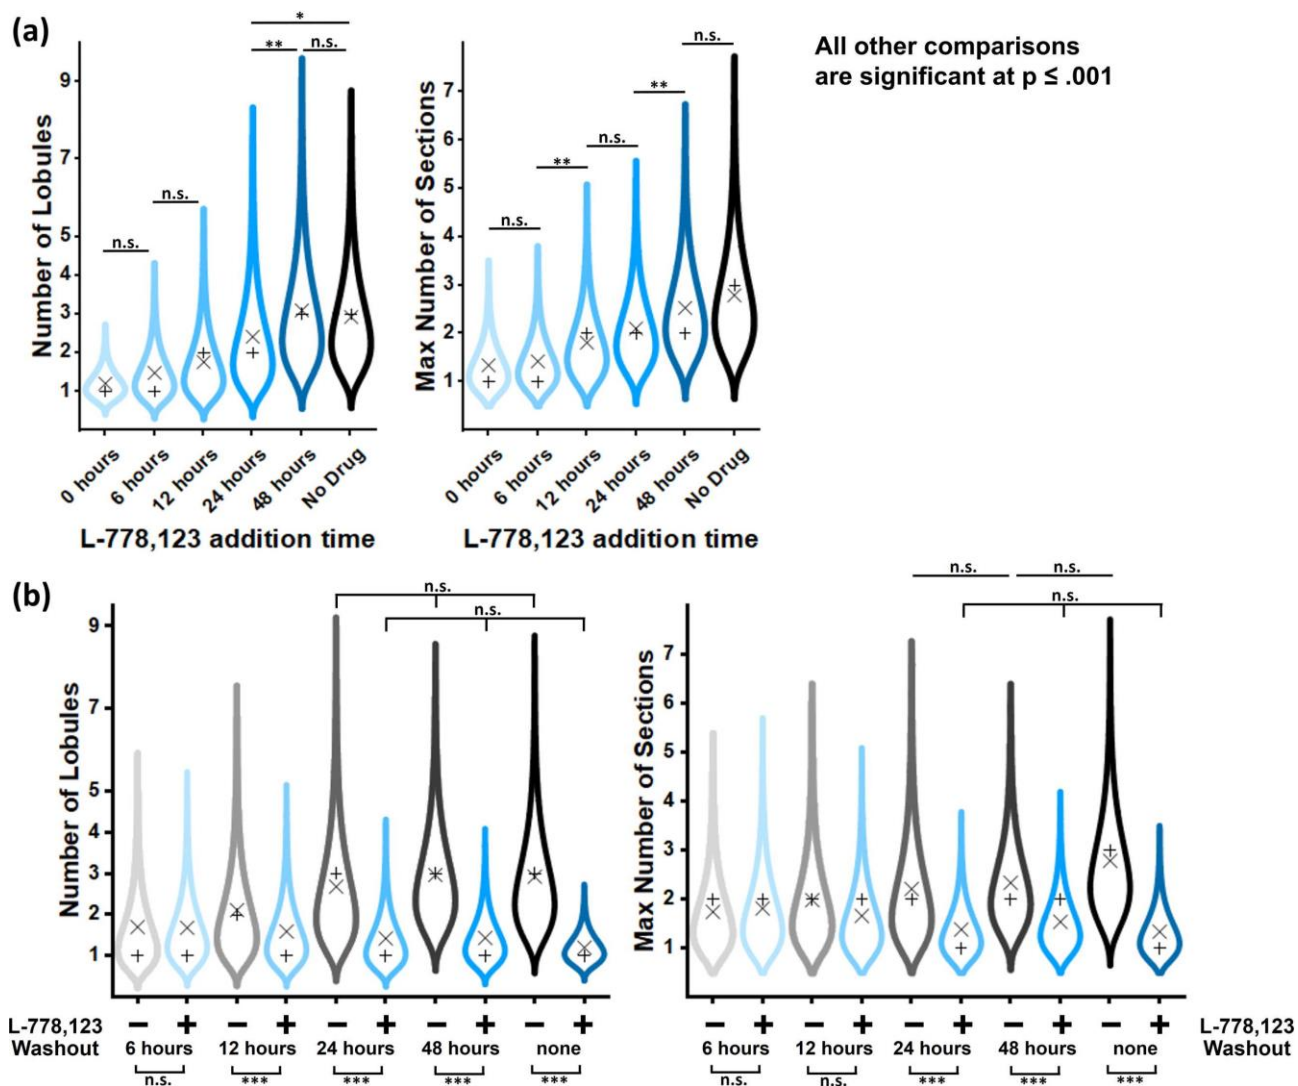 (a)
All other comparisons
are significant at p ≤ .001
Number of Lobules
9
7
5
4
3
2
1
n.s.
n.s.
*
**
n.s.
0 hours
6 hours
12 hours
24 hours
48 hours
No Drug
L-778,123 addition time
Max Number of Sections
7
6
5
4
3
2
1
n.s.
**
n.s.
**
n.s.
0 hours
6 hours
12 hours
24 hours
48 hours
No Drug
L-778,123 addition time
(b)
Number of Lobules
9
7
5
4
3
2
1
n.s.
n.s.
L-778,123 − + − + − + − + − +
Washout 6 hours 12 hours 24 hours 48 hours none
n.s. *** *** *** ***
Max Number of Sections
7
6
5
4
3
2
1
n.s. n.s.
n.s.
− + − + − + − + − + L-778,123
6 hours 12 hours 24 hours 48 hours none Washout
n.s. n.s. *** *** ***